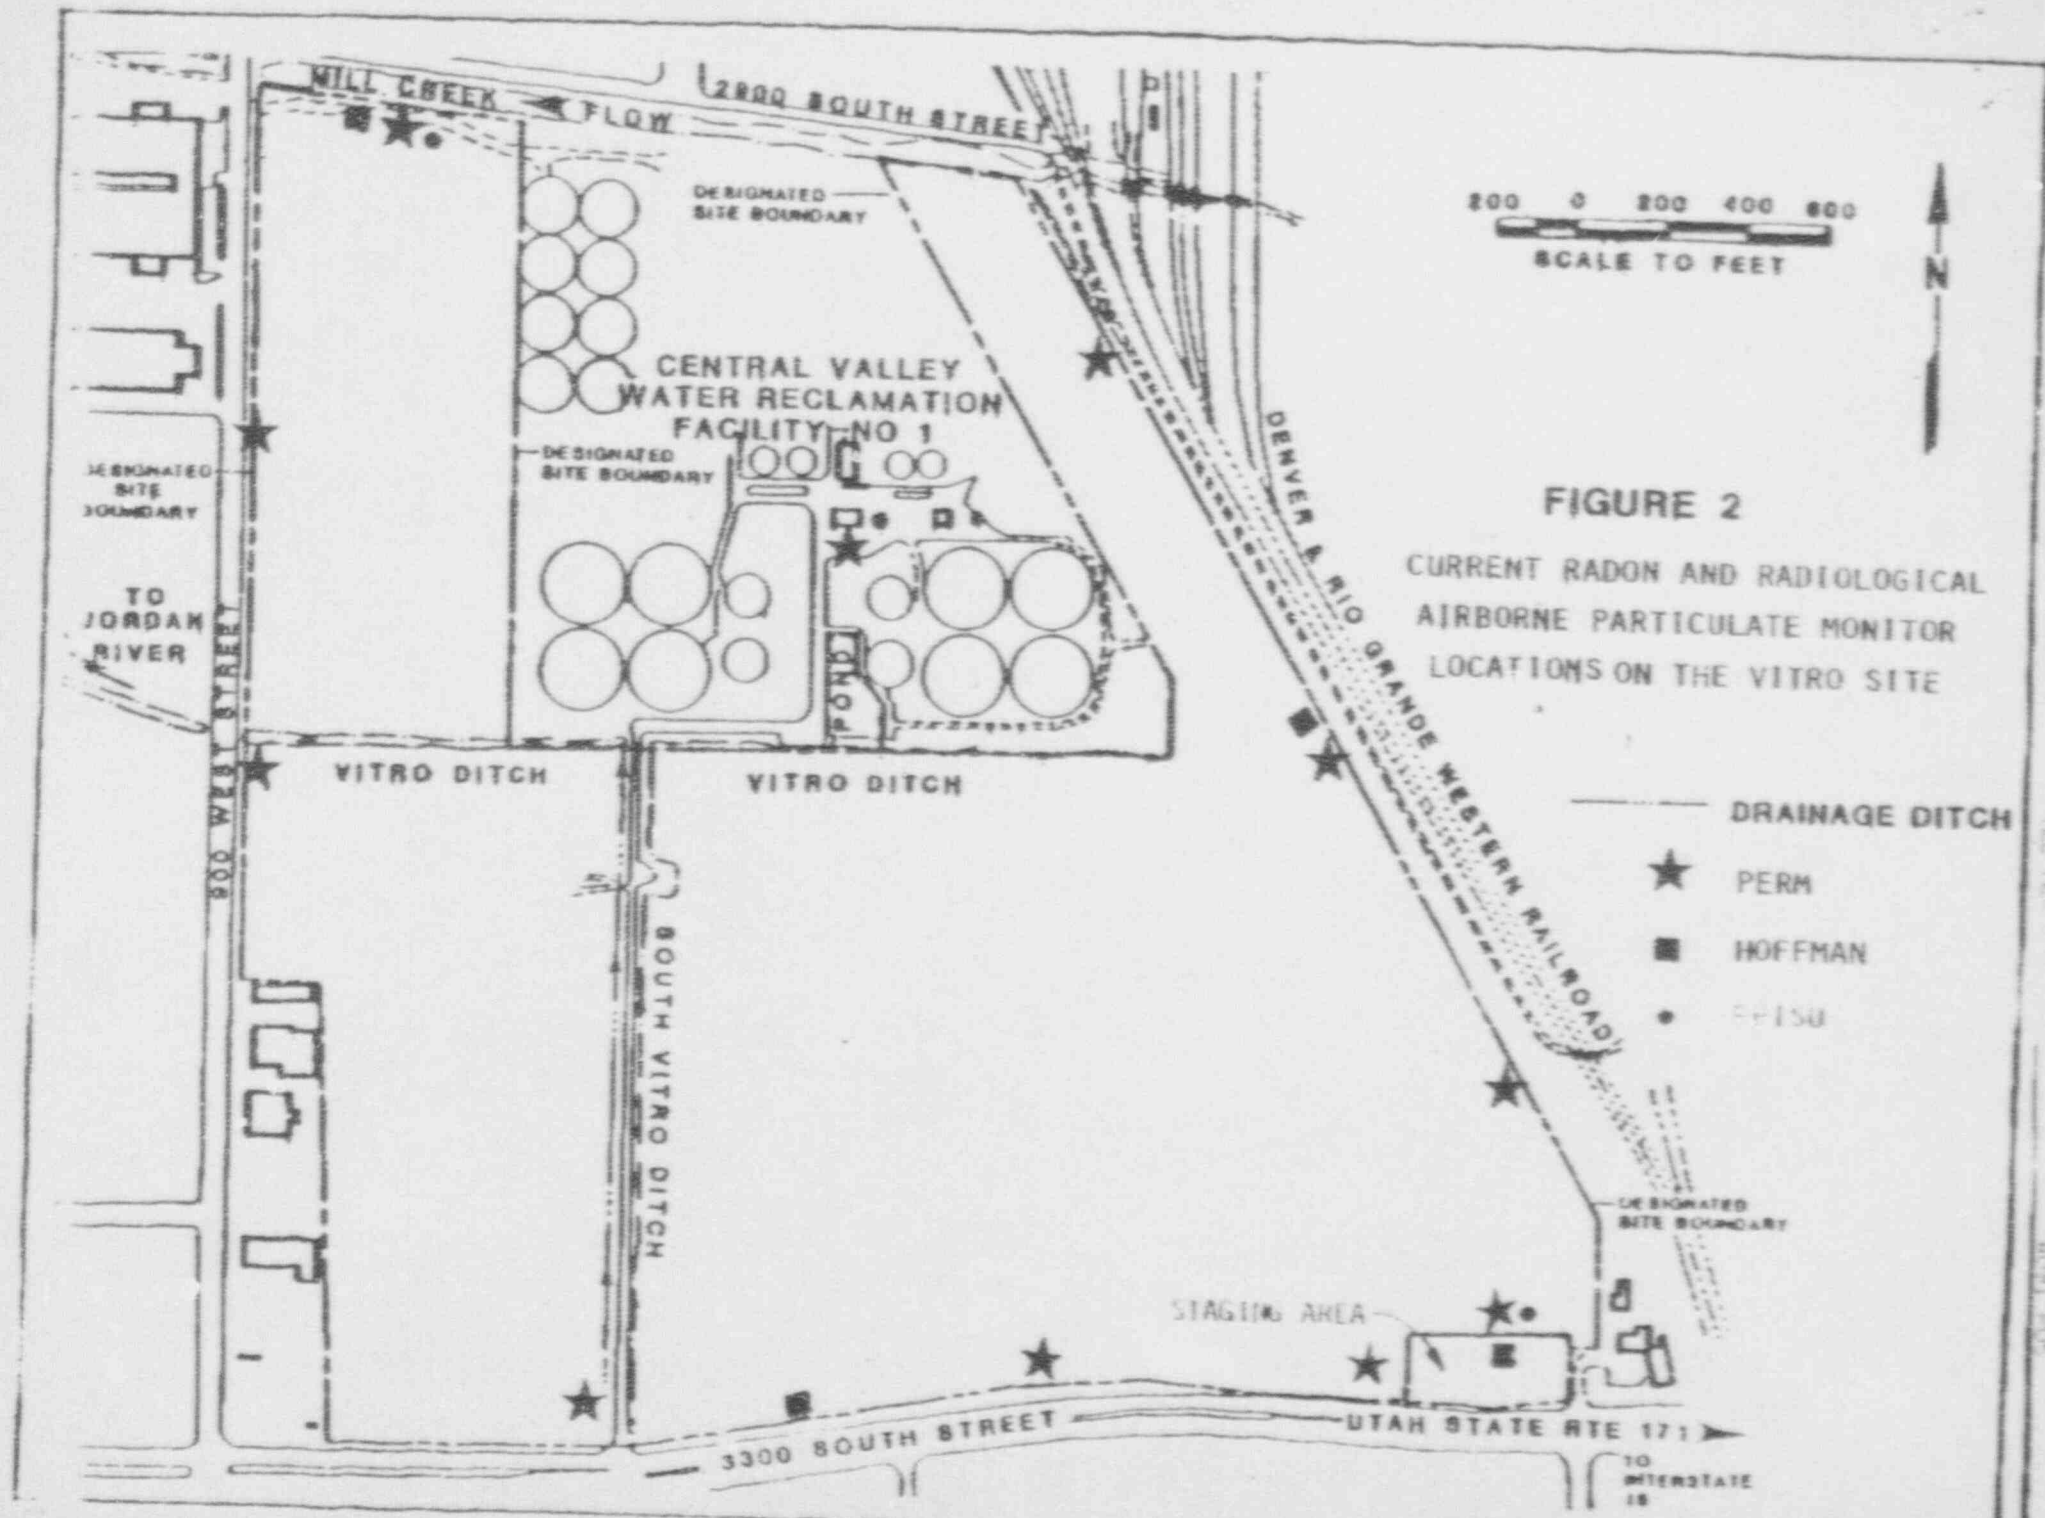 MILL CREEK
FLOW
2900 SOUTH STREET
DESIGNATED
SITE BOUNDARY
200 0 200 400 600
SCALE TO FEET
N
CENTRAL VALLEY
WATER RECLAMATION
FACILITY NO 1
DESIGNATED
SITE BOUNDARY
DESIGNATED
SITE
BOUNDARY
TO
JORDAN
RIVER
900 WEST STREET
POND
VITRO DITCH
VITRO DITCH
SOUTH VITRO DITCH
DENVER & RIO GRANDE WESTERN RAILROAD
FIGURE 2
CURRENT RADON AND RADIOLOGICAL
AIRBORNE PARTICULATE MONITOR
LOCATIONS ON THE VITRO SITE
DRAINAGE DITCH
PERM
HOFFMAN
DESIGNATED
SITE BOUNDARY
STAGING AREA
3300 SOUTH STREET
UTAH STATE RTE 171
TO
INTERSTATE
15